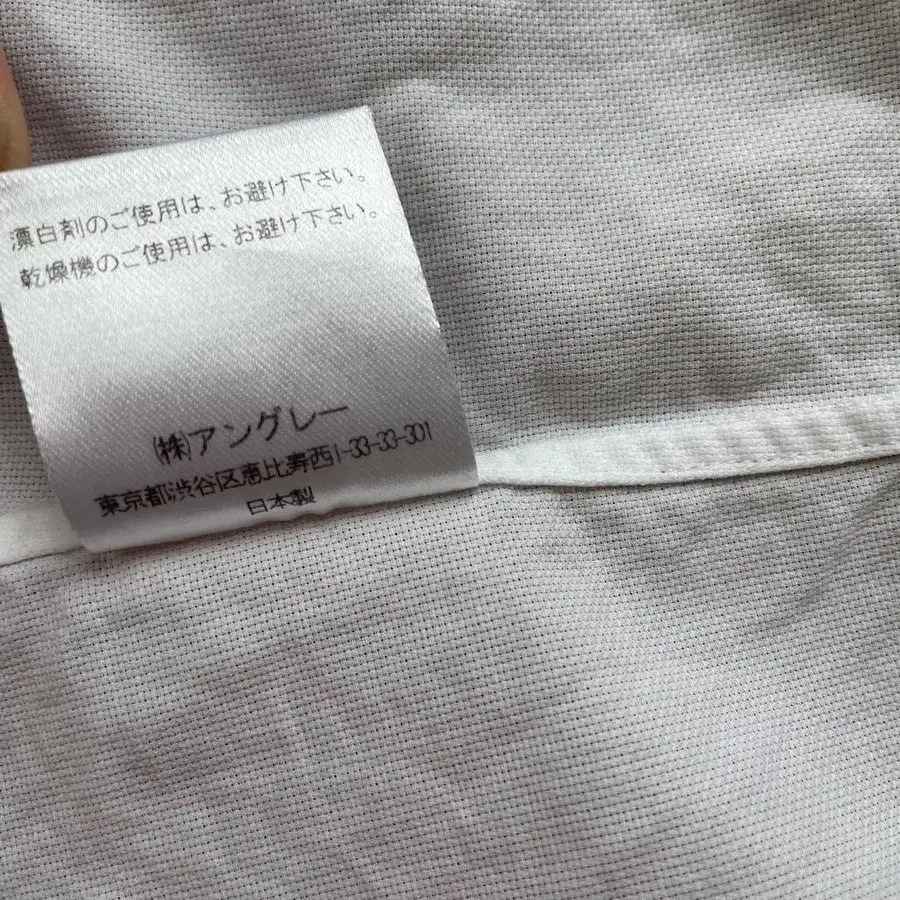 漂白剤のご使用は、お避け下さい。
乾燥機のご使用は、お避け下さい。
㈱アングレー
東京都渋谷区恵比寿西1-33-33-301
日本製